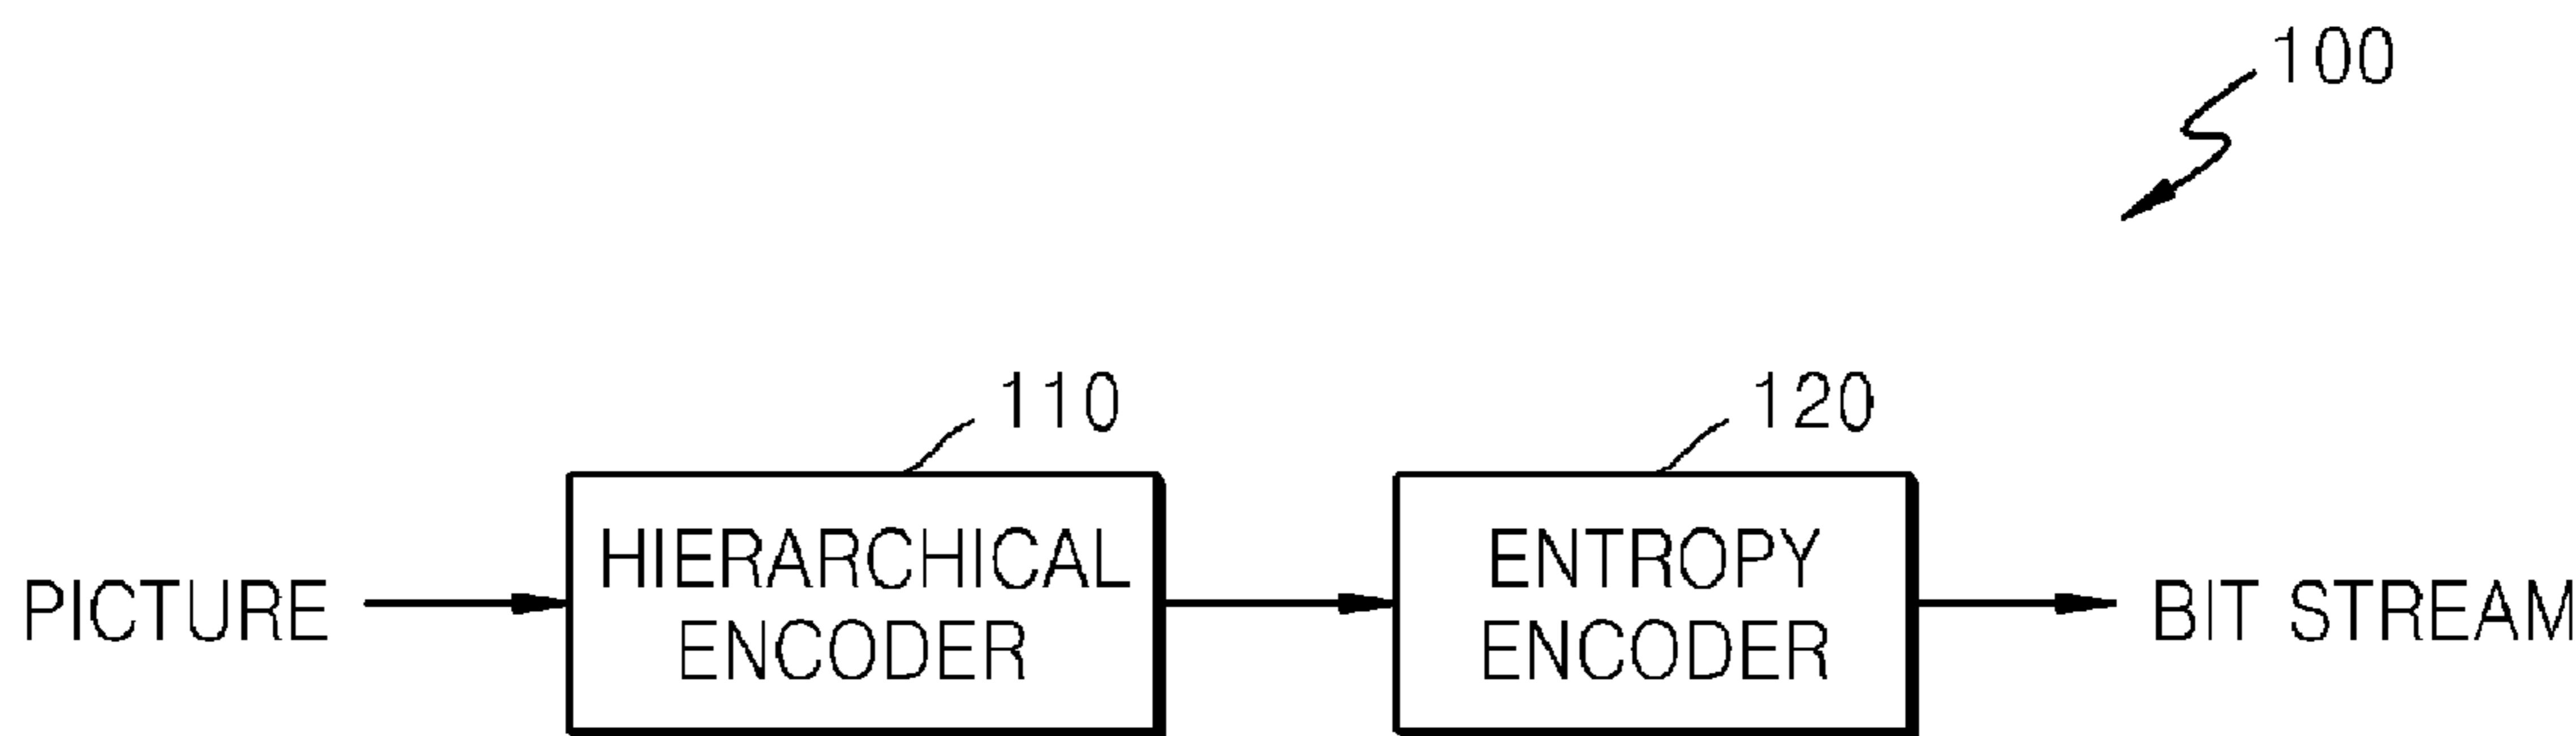 100
110
120
PICTURE
HIERARCHICAL
ENCODER
ENTROPY
ENCODER
BIT STREAM